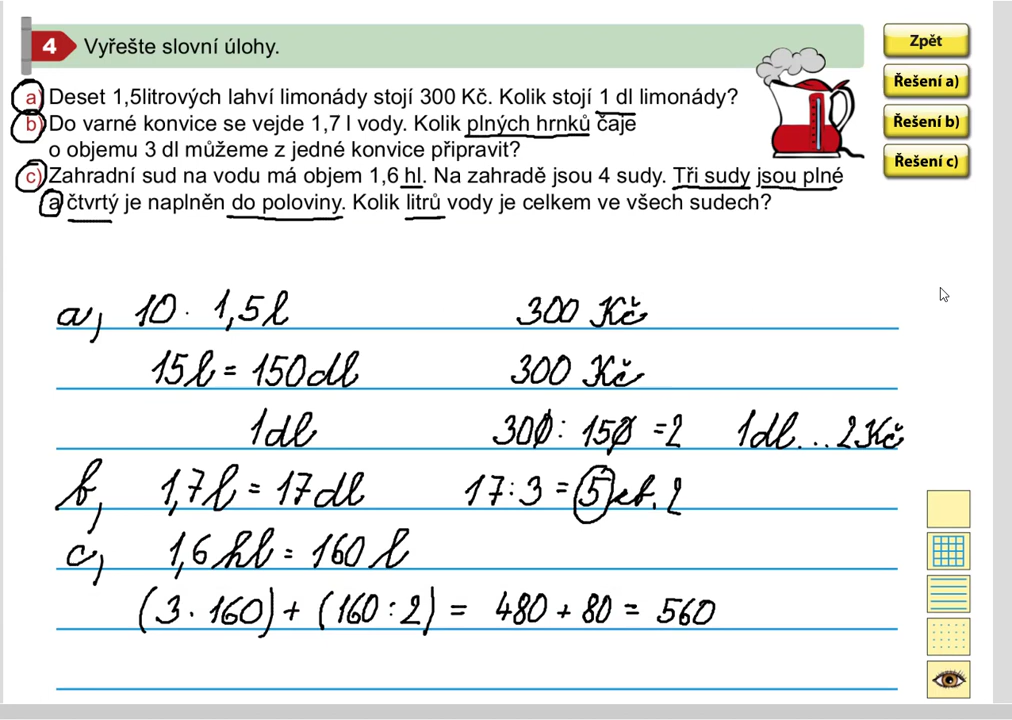 4 Vyřešte slovní úlohy.
Zpět
Řešení a)
Řešení b)
Řešení c)
a) Deset 1,5litrových lahví limonády stojí 300 Kč. Kolik stojí 1 dl limonády?
b) Do varné konvice se vejde 1,7 l vody. Kolik plných hrnků čaje
o objemu 3 dl můžeme z jedné konvice připravit?
c) Zahradní sud na vodu má objem 1,6 hl. Na zahradě jsou 4 sudy. Tři sudy jsou plné
a čtvrtý je naplněn do poloviny. Kolik litrů vody je celkem ve všech sudech?
a, 10 · 1,5 l 300 Kč
15 l = 150 dl 300 Kč
1 dl 300 : 150 = 2 1dl... 2 Kč
b, 1,7 l = 17 dl 17 : 3 = 5 zb. 2
c, 1,6 hl = 160 l
(3 · 160) + (160 : 2) = 480 + 80 = 560